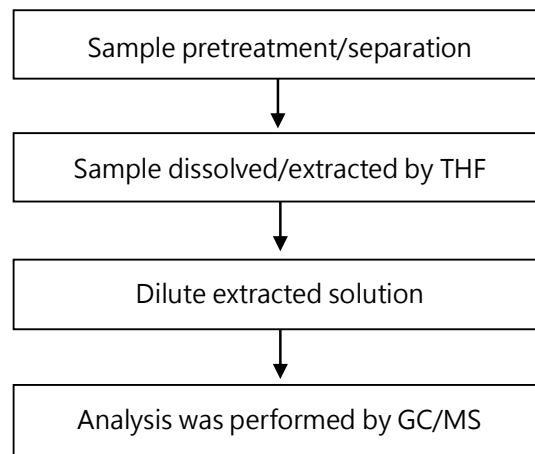 Sample pretreatment/separation
Sample dissolved/extracted by THF
Dilute extracted solution
Analysis was performed by GC/MS